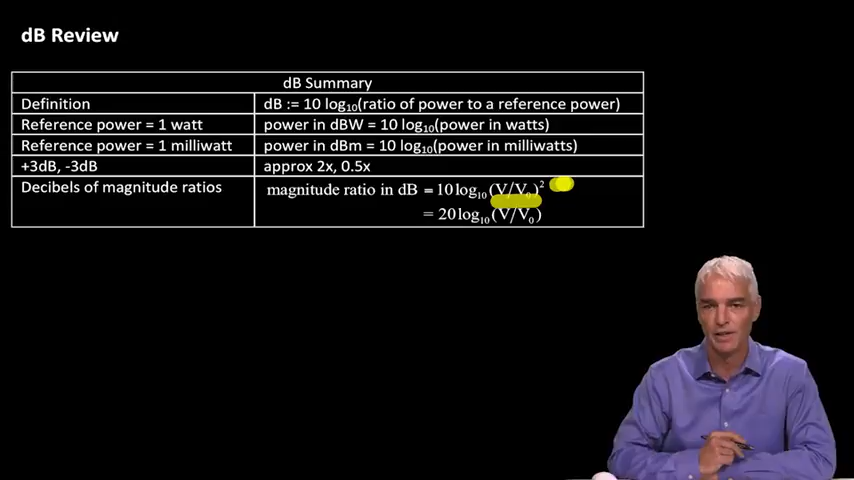 dB Review
dB Summary
Definition
dB := 10 log₁₀(ratio of power to a reference power)
Reference power = 1 watt
power in dBW = 10 log₁₀(power in watts)
Reference power = 1 milliwatt
power in dBm = 10 log₁₀(power in milliwatts)
+3dB, -3dB
approx 2x, 0.5x
Decibels of magnitude ratios
magnitude ratio in dB = 10 log₁₀(V/V₀)²
= 20 log₁₀(V/V₀)